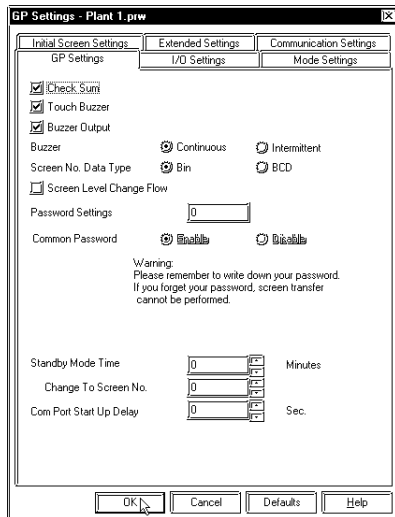 GP Settings - Plant 1.prw
Initial Screen Settings Extended Settings Communication Settings
GP Settings I/O Settings Mode Settings
Check Sum
Touch Buzzer
Buzzer Output
Buzzer Continuous Intermittent
Screen No. Data Type Bin BCD
Screen Level Change Flow
Password Settings 0
Common Password Enable Disable
Warning:
Please remember to write down your password.
If you forget your password, screen transfer
cannot be performed.
Standby Mode Time 0 Minutes
Change To Screen No. 0
Com Port Start Up Delay 0 Sec.
OK Cancel Defaults Help